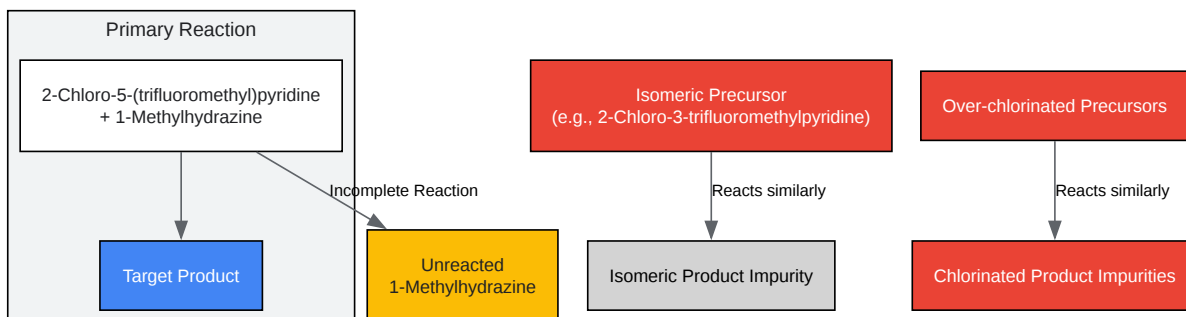 Primary Reaction
2-Chloro-5-(trifluoromethyl)pyridine
+ 1-Methylhydrazine
Isomeric Precursor
(e.g., 2-Chloro-3-trifluoromethylpyridine)
Over-chlorinated Precursors
Incomplete Reaction
Reacts similarly
Reacts similarly
Target Product
Unreacted
1-Methylhydrazine
Isomeric Product Impurity
Chlorinated Product Impurities